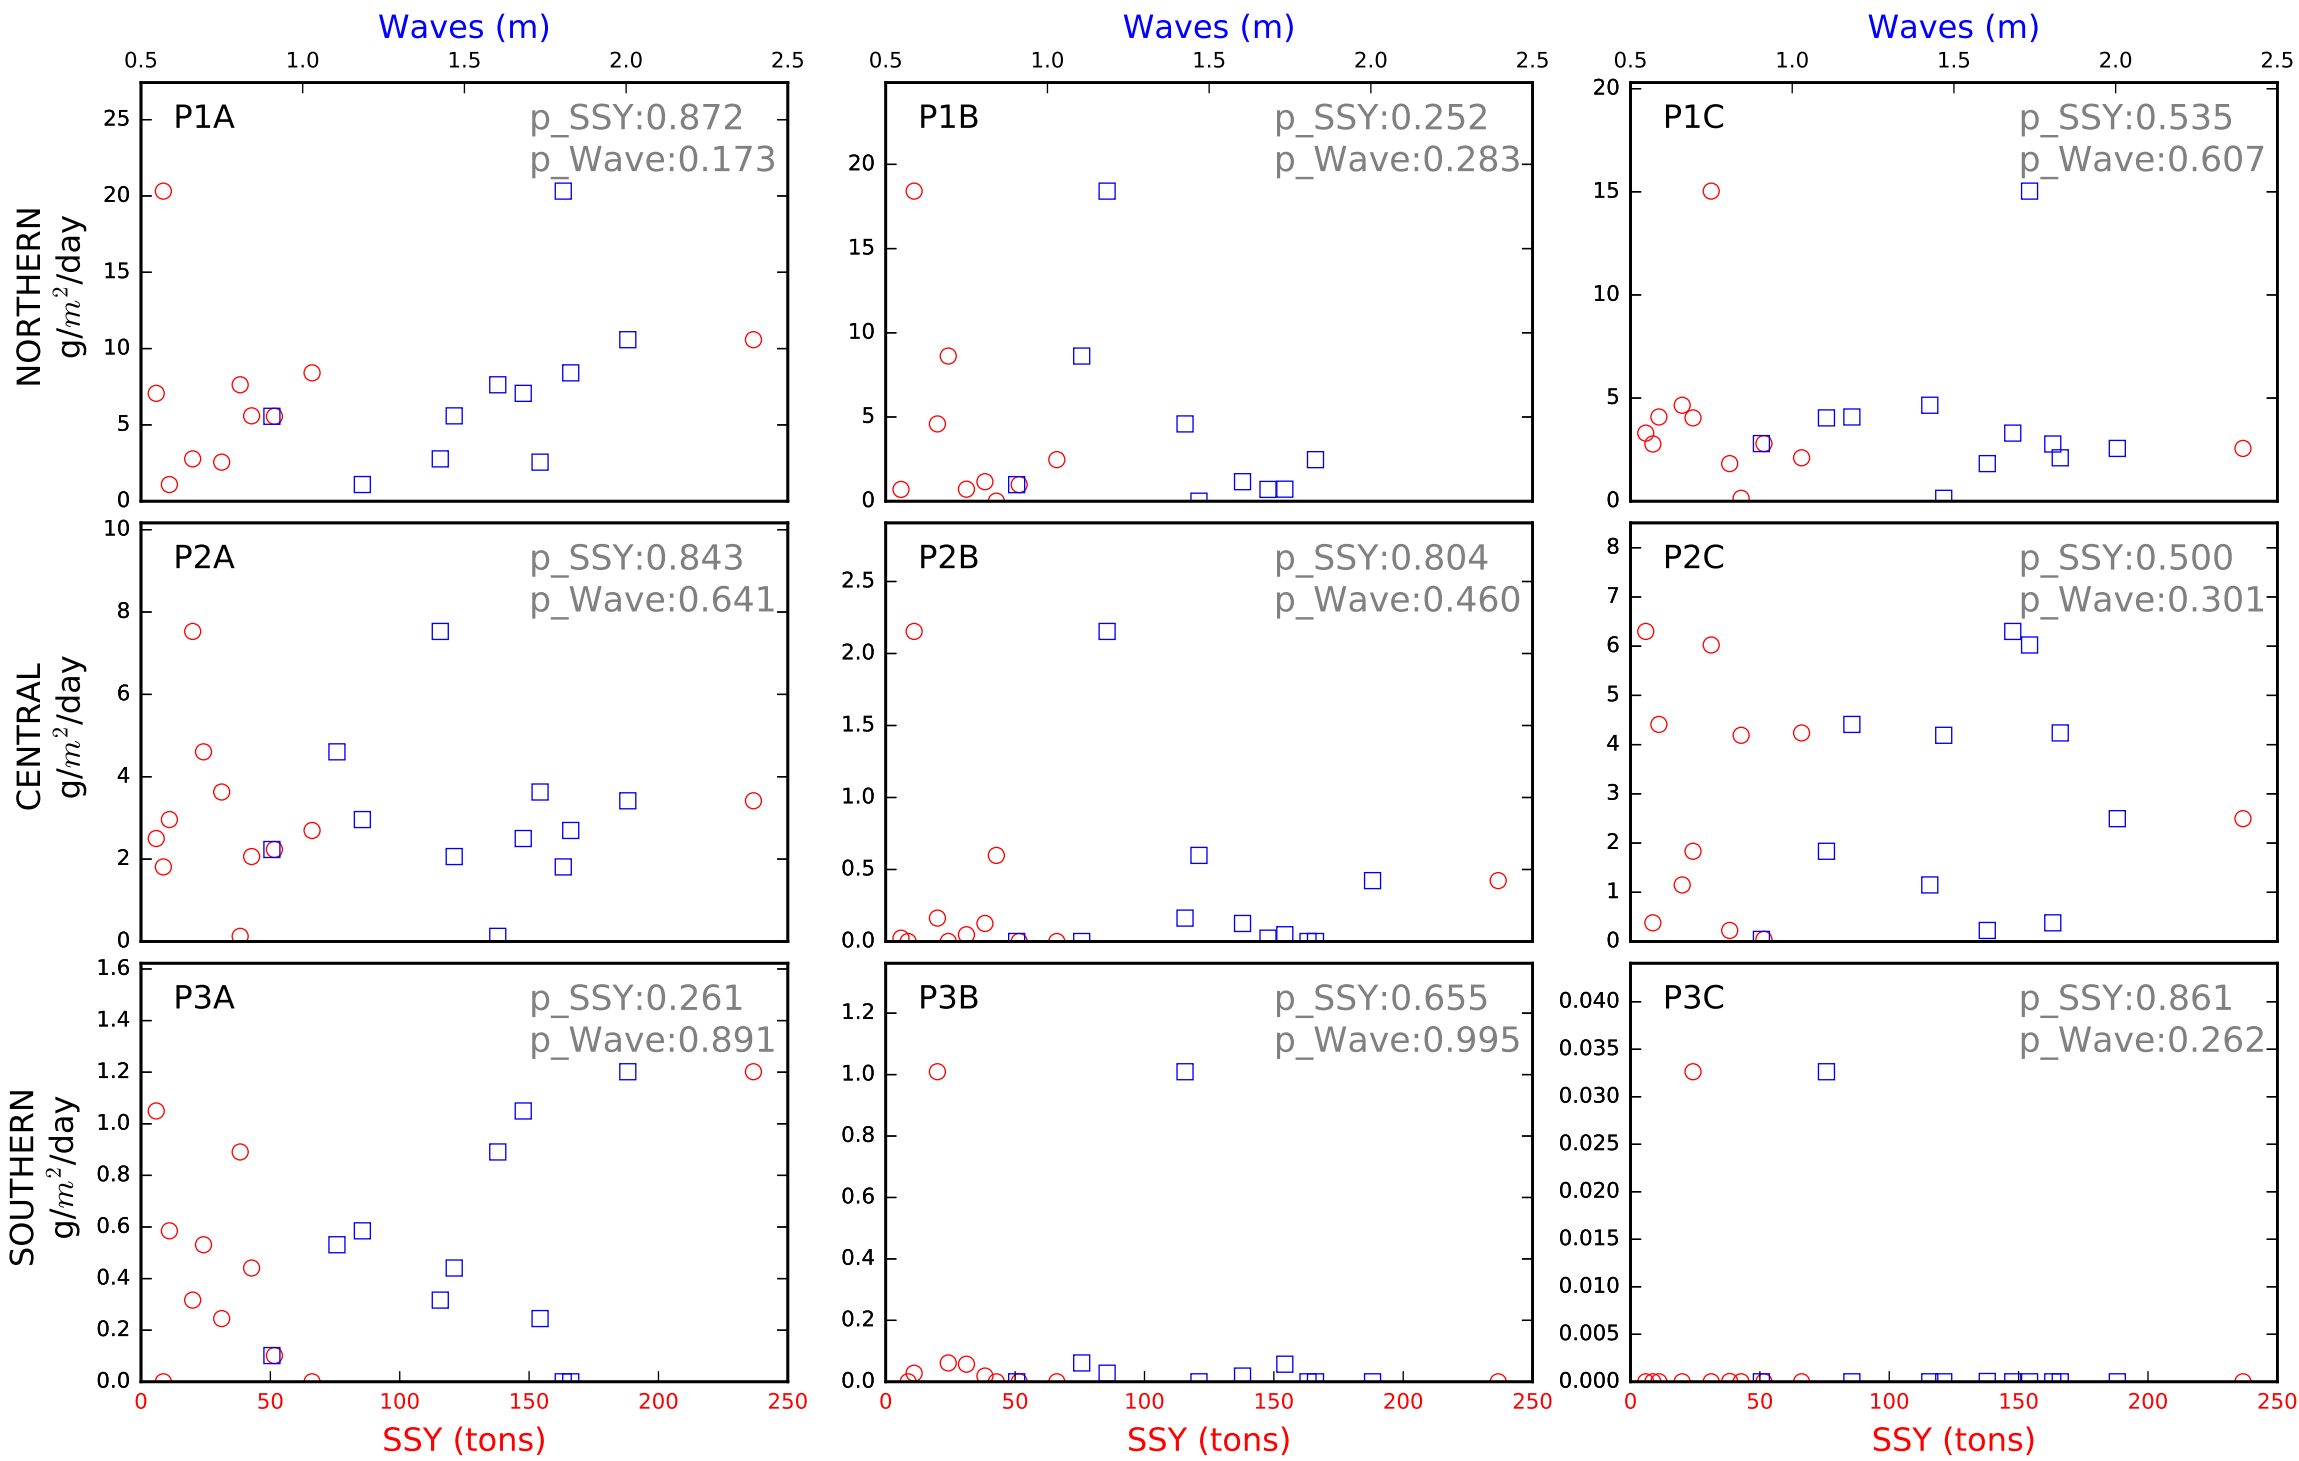 Waves (m) Waves (m) Waves (m)
0.5 1.0 1.5 2.0 2.5 0.5 1.0 1.5 2.0 2.5 0.5 1.0 1.5 2.0 2.5
NORTHERN
g/m²/day
25
20
15
10
5
0
P1A
p_SSY:0.872
p_Wave:0.173
20
15
10
5
0
P1B
p_SSY:0.252
p_Wave:0.283
20
15
10
5
0
P1C
p_SSY:0.535
p_Wave:0.607
CENTRAL
g/m²/day
10
8
6
4
2
0
P2A
p_SSY:0.843
p_Wave:0.641
2.5
2.0
1.5
1.0
0.5
0.0
P2B
p_SSY:0.804
p_Wave:0.460
8
7
6
5
4
3
2
1
0
P2C
p_SSY:0.500
p_Wave:0.301
SOUTHERN
g/m²/day
1.6
1.4
1.2
1.0
0.8
0.6
0.4
0.2
0.0
P3A
p_SSY:0.261
p_Wave:0.891
1.2
1.0
0.8
0.6
0.4
0.2
0.0
P3B
p_SSY:0.655
p_Wave:0.995
0.040
0.035
0.030
0.025
0.020
0.015
0.010
0.005
0.000
P3C
p_SSY:0.861
p_Wave:0.262
0 50 100 150 200 250 0 50 100 150 200 250 0 50 100 150 200 250
SSY (tons) SSY (tons) SSY (tons)